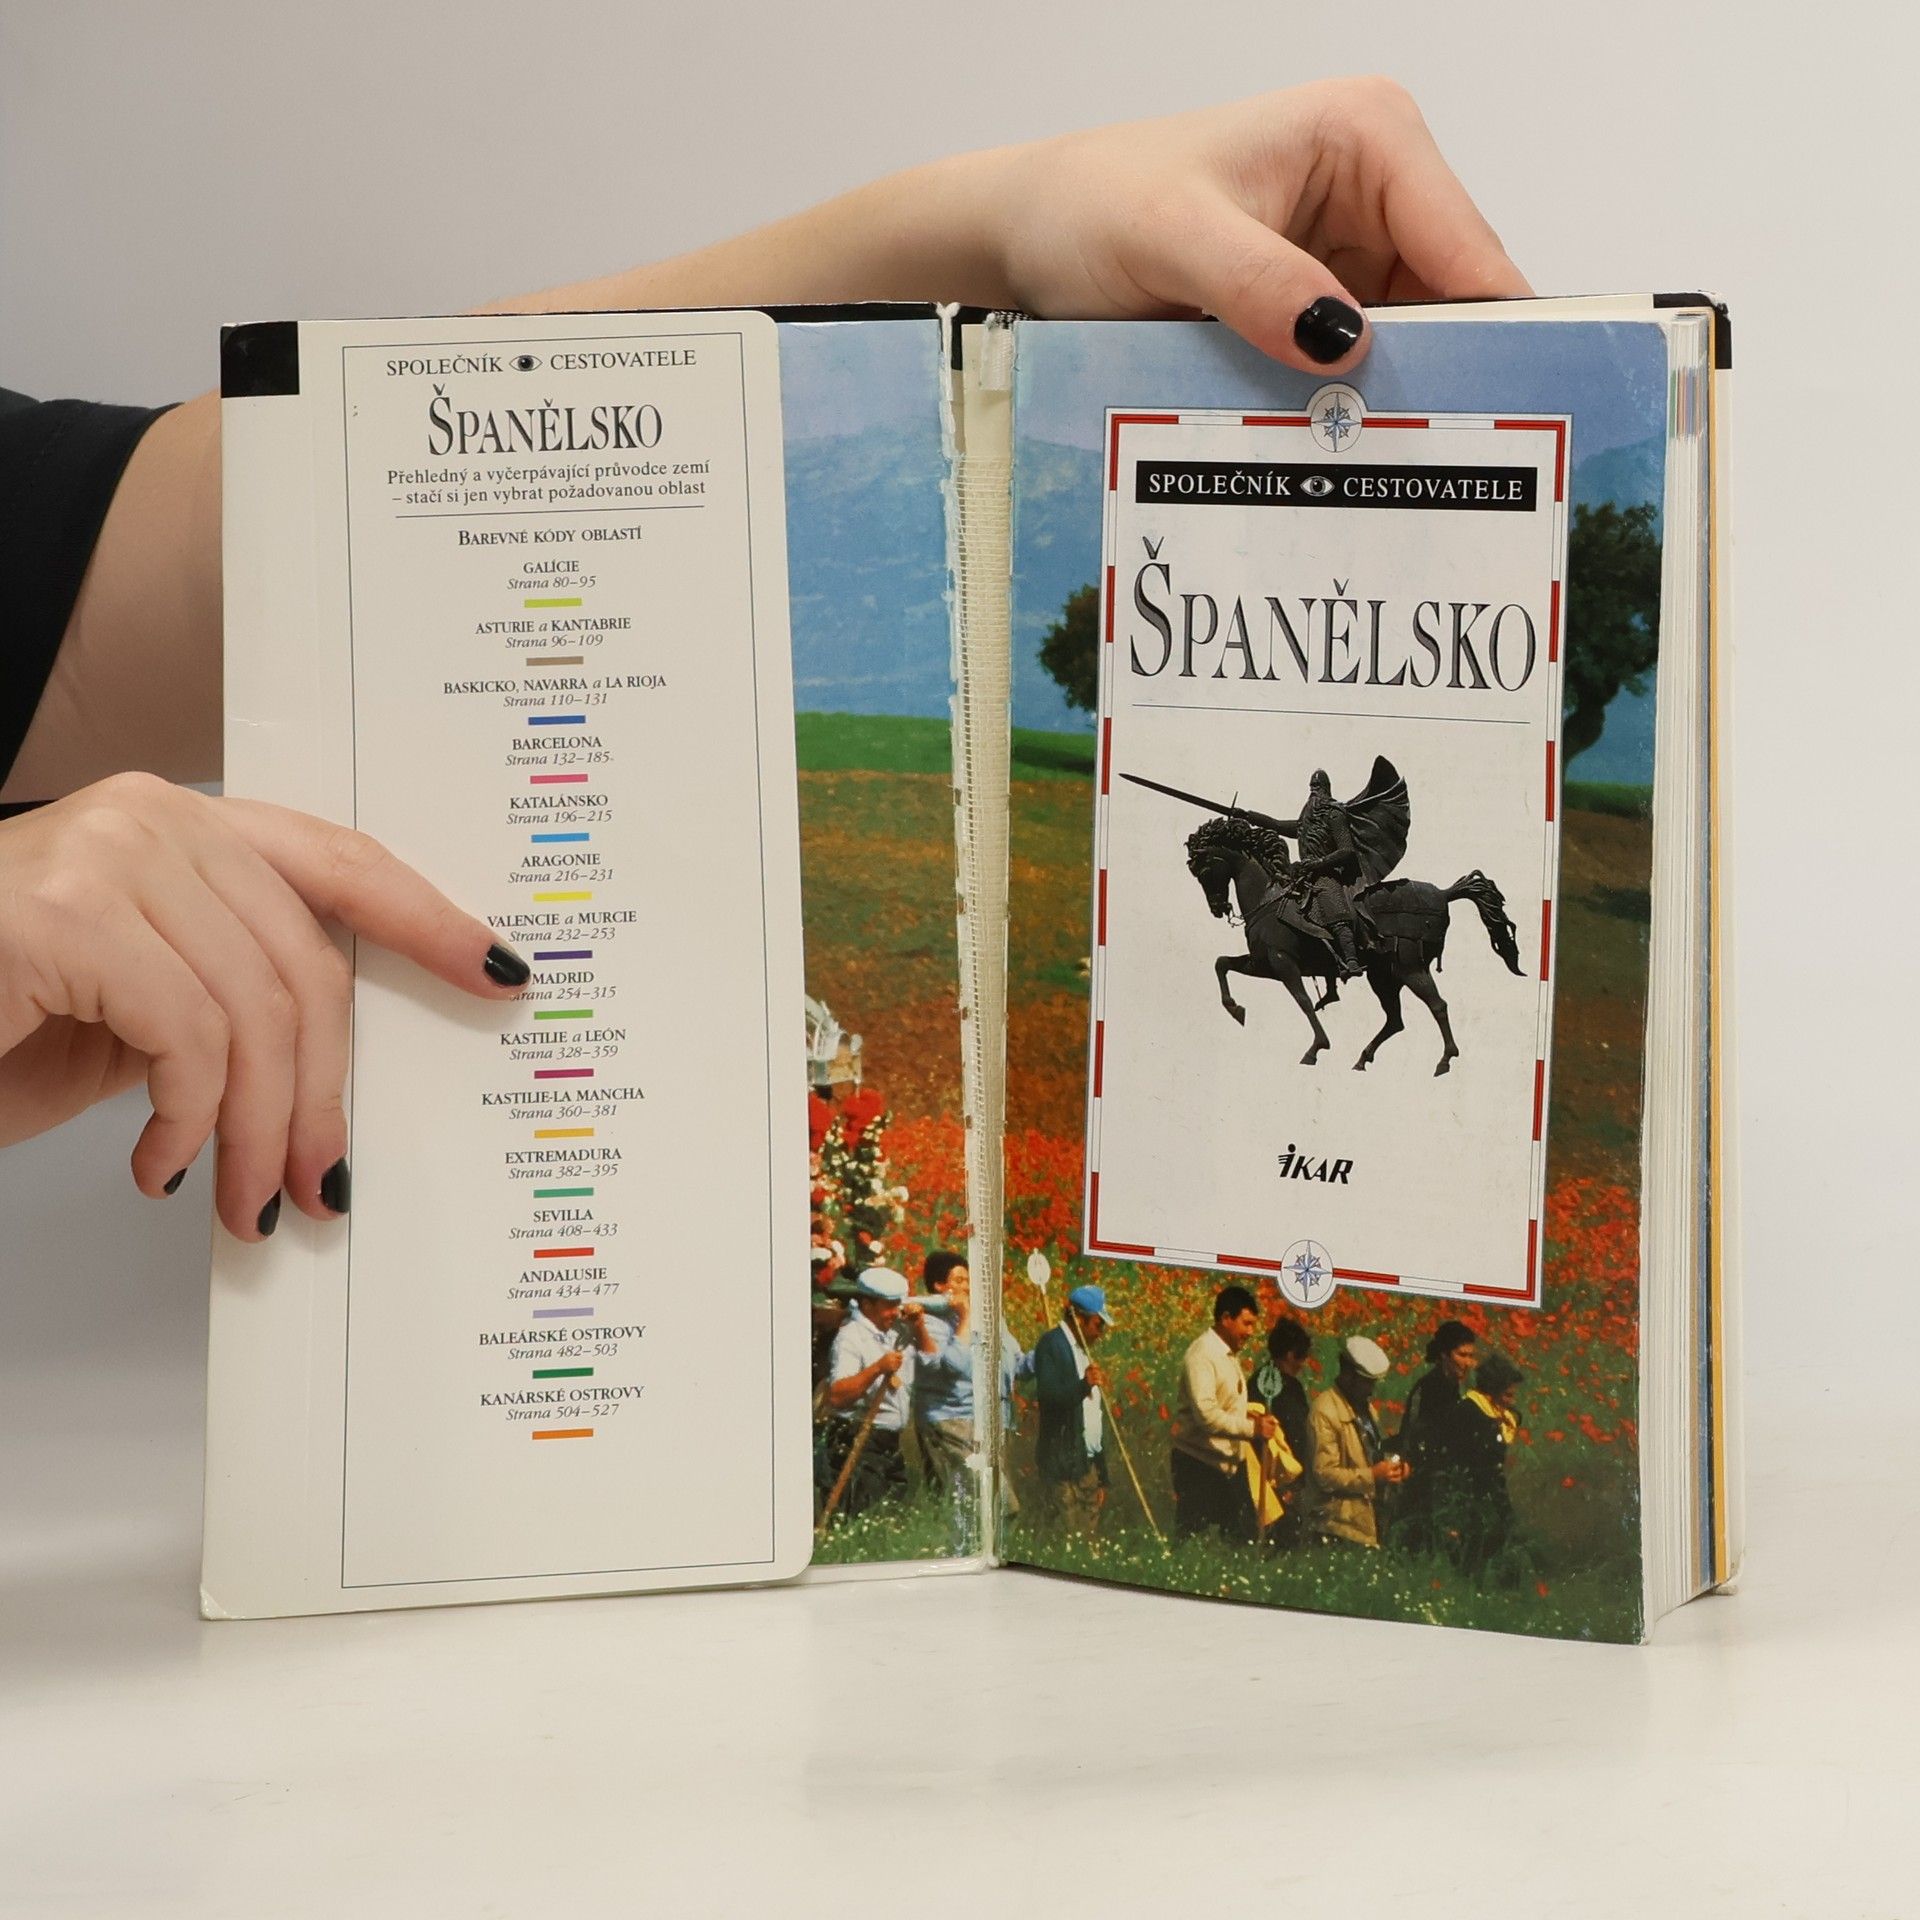 SPOLEČNÍK CESTOVATELE
ŠPANĚLSKO
Přehledný a vyčerpávající průvodce zemí
– stačí si jen vybrat požadovanou oblast
BAREVNÉ KÓDY OBLASTÍ
GALÍCIE
Strana 80–95
ASTURIE a KANTABRIE
Strana 96–109
BASKICKO, NAVARRA a LA RIOJA
Strana 110–131
BARCELONA
Strana 132–185
KATALÁNSKO
Strana 196–215
ARAGONIE
Strana 216–231
VALENCIE a MURCIE
Strana 232–253
MADRID
Strana 254–315
KASTILIE a LEÓN
Strana 328–359
KASTILIE-LA MANCHA
Strana 360–381
EXTREMADURA
Strana 382–395
SEVILLA
Strana 408–433
ANDALUSIE
Strana 434–477
BALEÁRSKÉ OSTROVY
Strana 482–503
KANÁRSKÉ OSTROVY
Strana 504–527
SPOLEČNÍK CESTOVATELE
ŠPANĚLSKO
IKAR